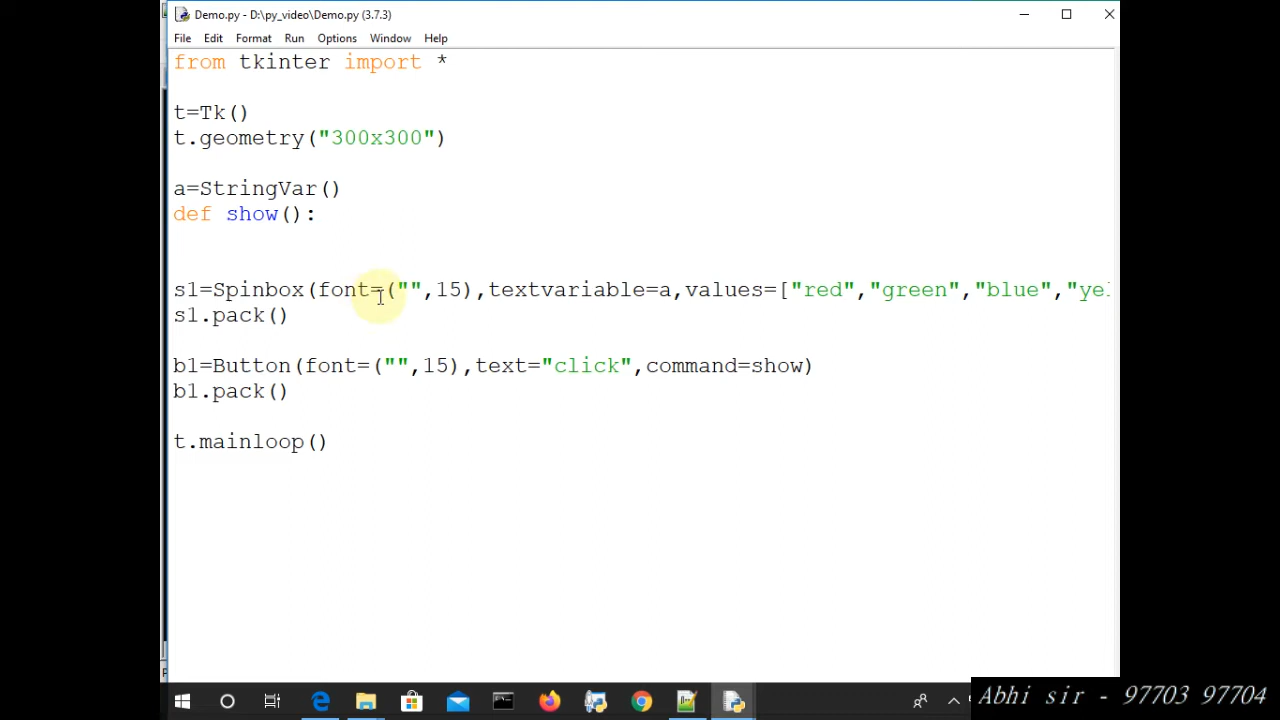 Demo.py - D:\py_video\Demo.py (3.7.3)
File Edit Format Run Options Window Help
from tkinter import *
t=Tk()
t.geometry("300x300")
a=StringVar()
def show():
s1=Spinbox(font=("",15),textvariable=a,values=["red","green","blue","yel
s1.pack()
b1=Button(font=("",15),text="click",command=show)
b1.pack()
t.mainloop()
Abhi sir - 97703 97704